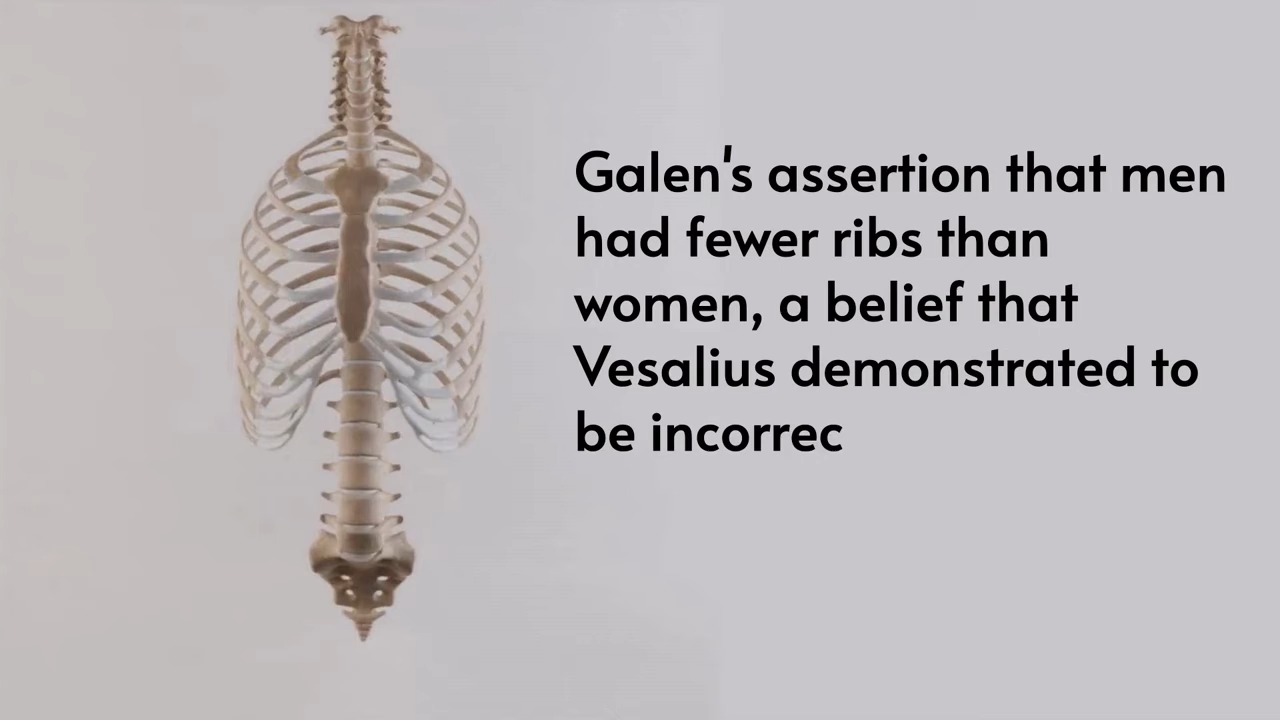 Galen's assertion that men
had fewer ribs than
women, a belief that
Vesalius demonstrated to
be incorrec